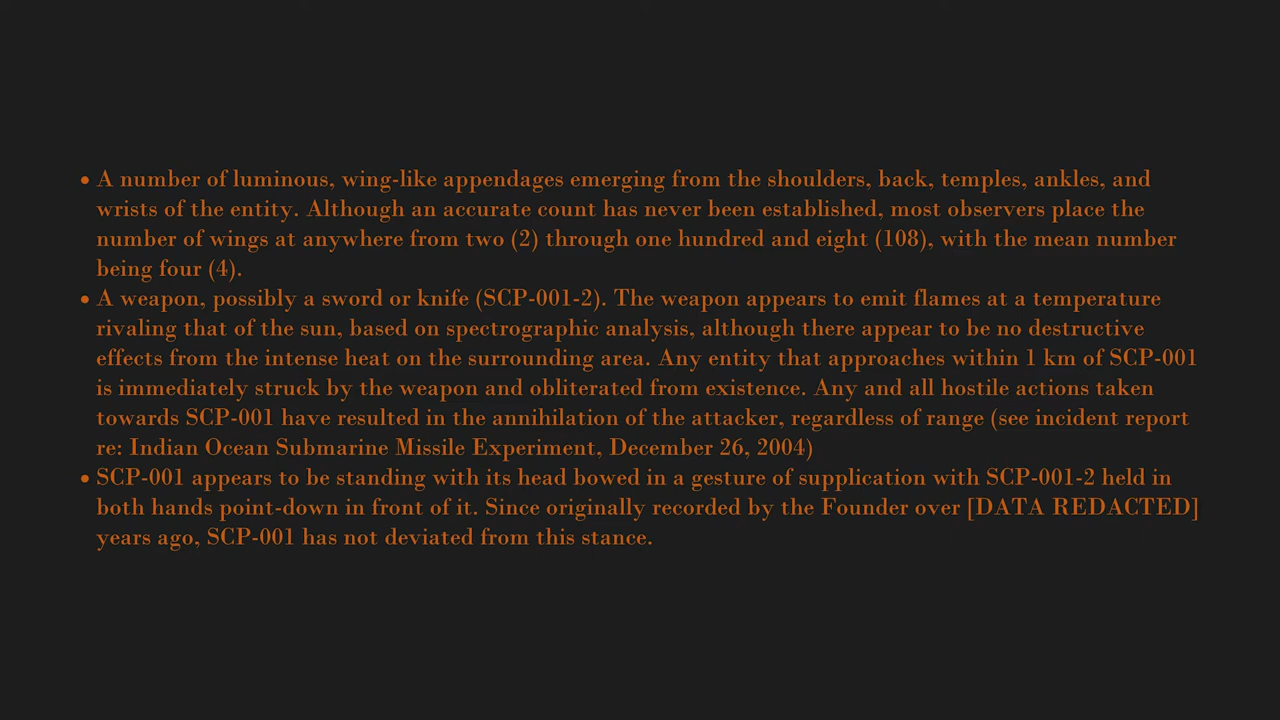 • A number of luminous, wing-like appendages emerging from the shoulders, back, temples, ankles, and
wrists of the entity. Although an accurate count has never been established, most observers place the
number of wings at anywhere from two (2) through one hundred and eight (108), with the mean number
being four (4).
• A weapon, possibly a sword or knife (SCP-001-2). The weapon appears to emit flames at a temperature
rivaling that of the sun, based on spectrographic analysis, although there appear to be no destructive
effects from the intense heat on the surrounding area. Any entity that approaches within 1 km of SCP-001
is immediately struck by the weapon and obliterated from existence. Any and all hostile actions taken
towards SCP-001 have resulted in the annihilation of the attacker, regardless of range (see incident report
re: Indian Ocean Submarine Missile Experiment, December 26, 2004)
• SCP-001 appears to be standing with its head bowed in a gesture of supplication with SCP-001-2 held in
both hands point-down in front of it. Since originally recorded by the Founder over [DATA REDACTED]
years ago, SCP-001 has not deviated from this stance.